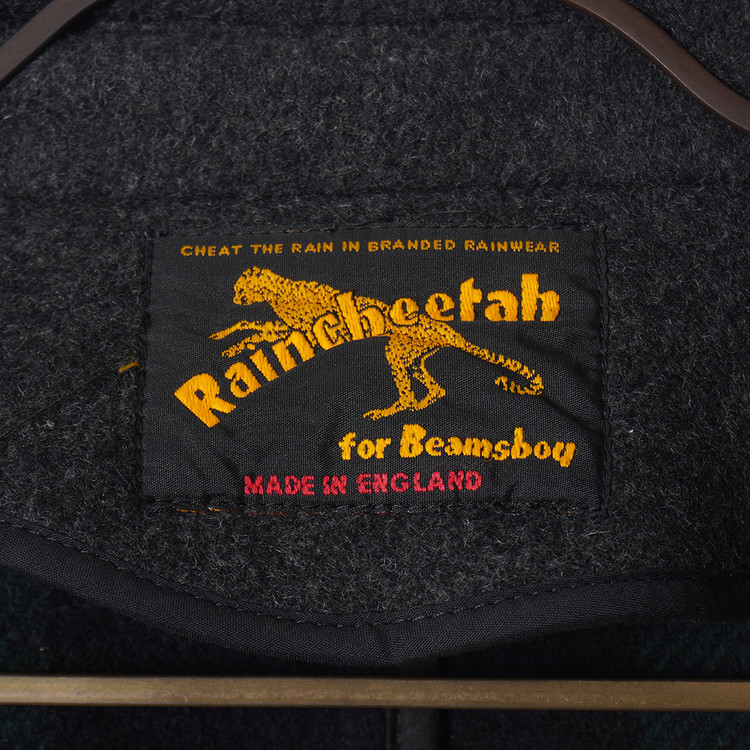 CHEAT THE RAIN IN BRANDED RAINWEAR
Raincheetah
for Beamsboy
MADE IN ENGLAND